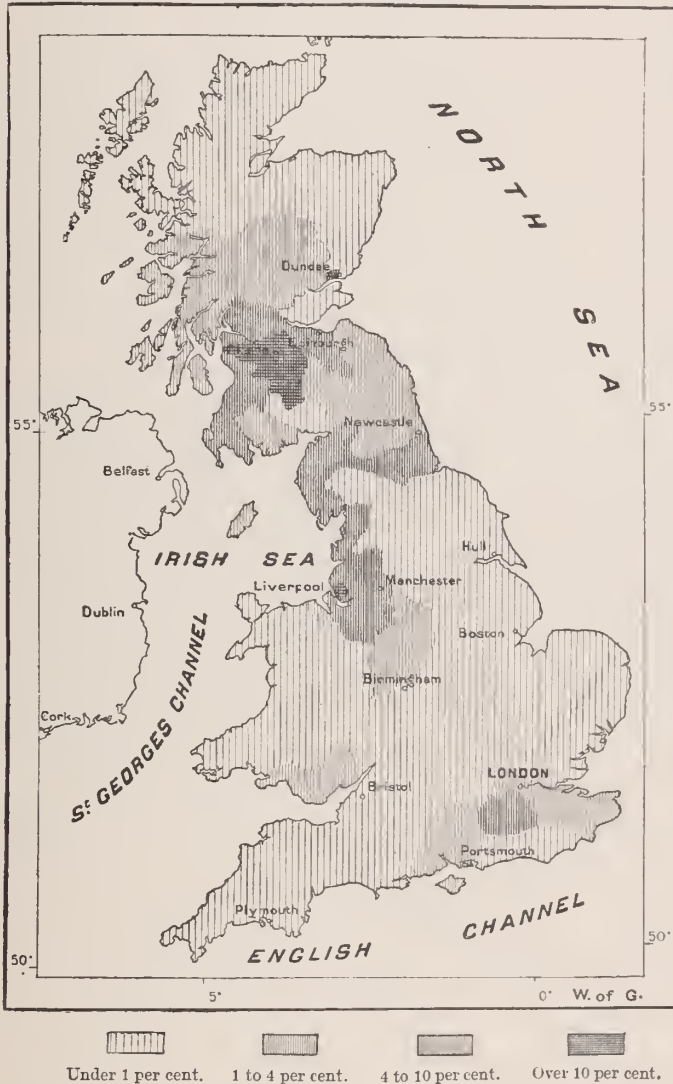 NORTH
SEA
Dundee
Edinburgh
55°
55°
Newcastle
Belfast
IRISH SEA
Hull
Liverpool
Manchester
Dublin
Boston
Birmingham
ST. GEORGES CHANNEL
Cork
LONDON
Bristol
Portsmouth
Plymouth
ENGLISH CHANNEL
50°
50°
5°
0°
W. of G.
Under 1 per cent.
1 to 4 per cent.
4 to 10 per cent.
Over 10 per cent.